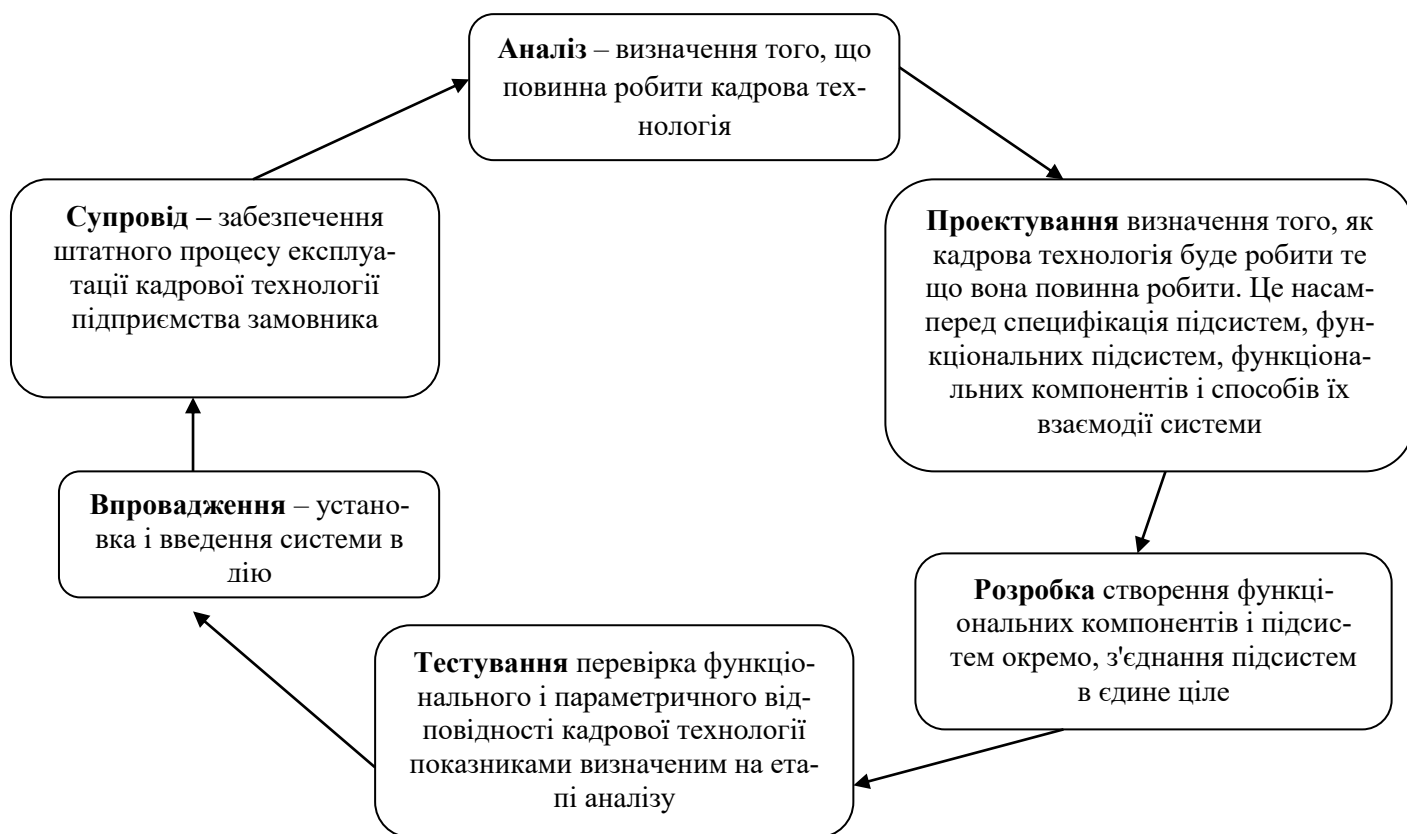 Аналіз – визначення того, що
повинна робити кадрова тех-
нологія
Проектування визначення того, як
кадрова технологія буде робити те
що вона повинна робити. Це насам-
перед специфікація підсистем, фун-
кціональних підсистем, функціона-
льних компонентів і способів їх
взаємодії системи
Розробка створення функці-
ональних компонентів і підсис-
тем окремо, з'єднання підсистем
в єдине ціле
Тестування перевірка функціо-
нального і параметричного від-
повідності кадрової технології
показниками визначеним на ета-
пі аналізу
Впровадження – устано-
вка і введення системи в
дію
Супровід – забезпечення
штатного процесу експлуа-
тації кадрової технології
підприємства замовника